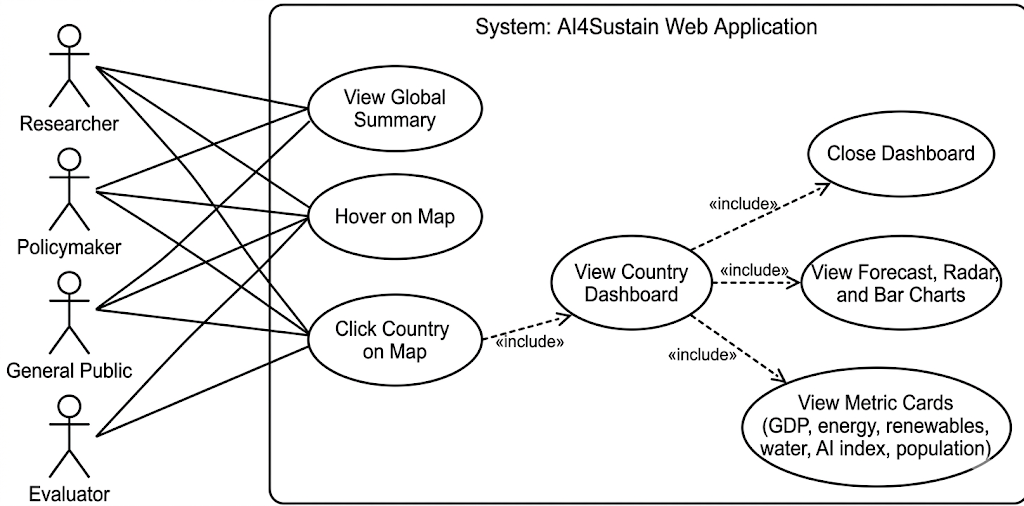 System: AI4Sustain Web Application
Researcher
Policymaker
General Public
Evaluator
View Global
Summary
Hover on Map
Click Country
on Map
«include»
View Country
Dashboard
«include»
Close Dashboard
«include»
View Forecast, Radar,
and Bar Charts
«include»
View Metric Cards
(GDP, energy, renewables,
water, AI index, population)